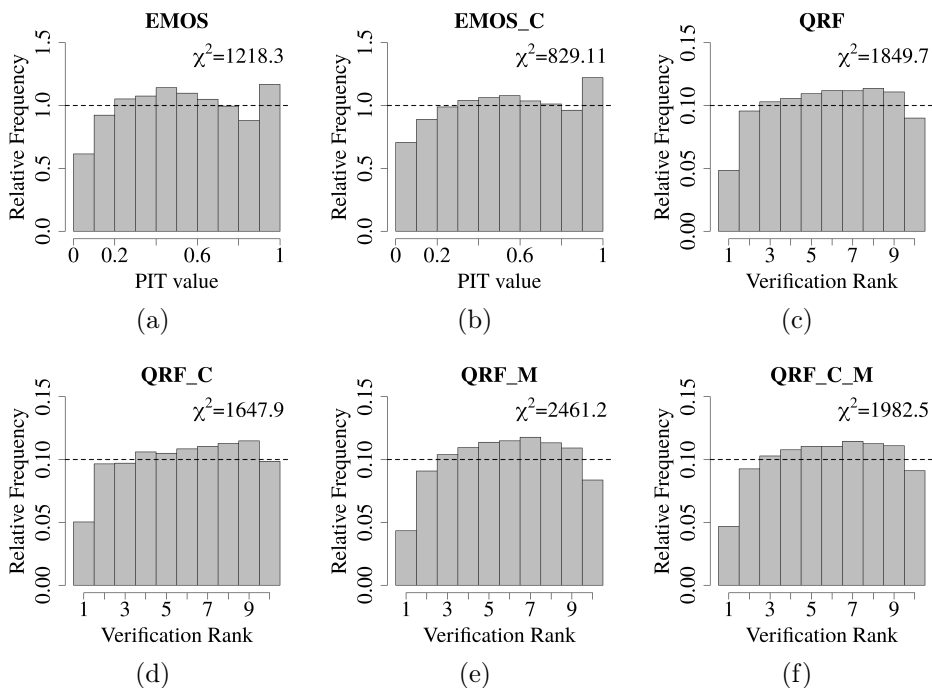 EMOS
χ²=1218.3
Relative Frequency
0.0 0.5 1.0 1.5
0 0.2 0.6 1
PIT value
(a)
EMOS_C
χ²=829.11
Relative Frequency
0.0 0.5 1.0 1.5
0 0.2 0.6 1
PIT value
(b)
QRF
χ²=1849.7
Relative Frequency
0.00 0.05 0.10 0.15
1 3 5 7 9
Verification Rank
(c)
QRF_C
χ²=1647.9
Relative Frequency
0.00 0.05 0.10 0.15
1 3 5 7 9
Verification Rank
(d)
QRF_M
χ²=2461.2
Relative Frequency
0.00 0.05 0.10 0.15
1 3 5 7 9
Verification Rank
(e)
QRF_C_M
χ²=1982.5
Relative Frequency
0.00 0.05 0.10 0.15
1 3 5 7 9
Verification Rank
(f)